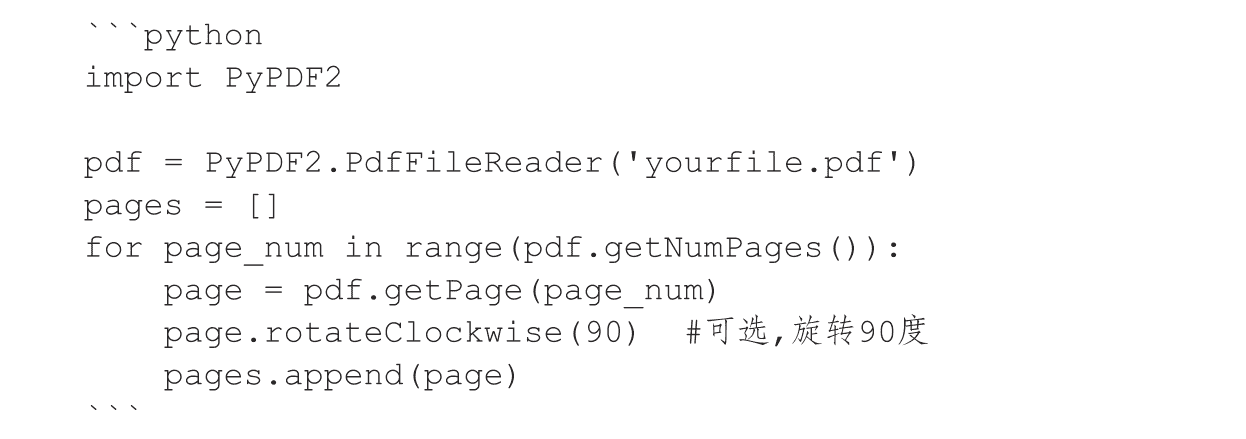 ```python
import PyPDF2

pdf = PyPDF2.PdfFileReader('yourfile.pdf')
pages = []
for page_num in range(pdf.getNumPages()):
    page = pdf.getPage(page_num)
    page.rotateClockwise(90)  #可选,旋转90度
    pages.append(page)
```